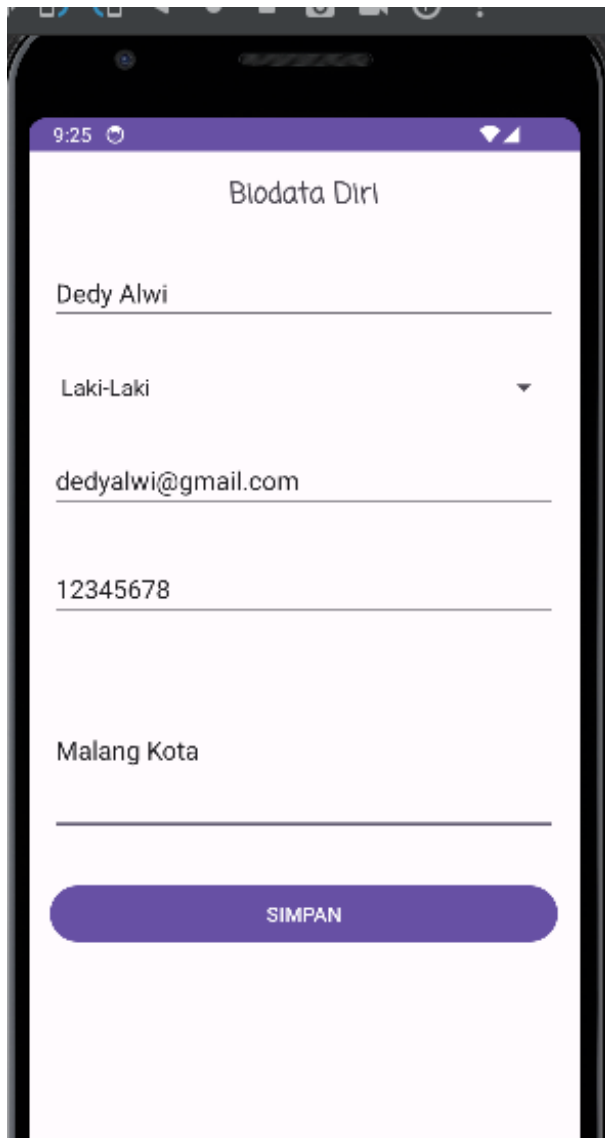 9:25
Biodata Diri
Dedy Alwi
Laki-Laki
dedyalwi@gmail.com
12345678
Malang Kota
SIMPAN